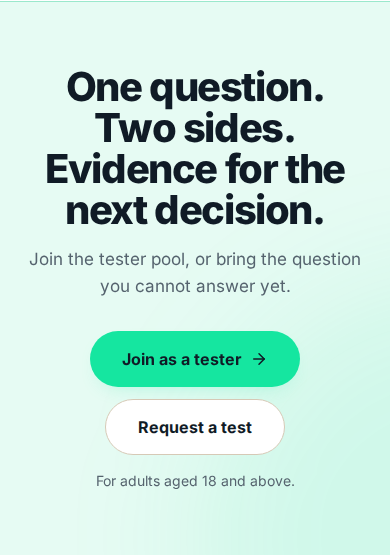 One question.
Two sides.
Evidence for the
next decision.
Join the tester pool, or bring the question
you cannot answer yet.
Join as a tester →
Request a test
For adults aged 18 and above.